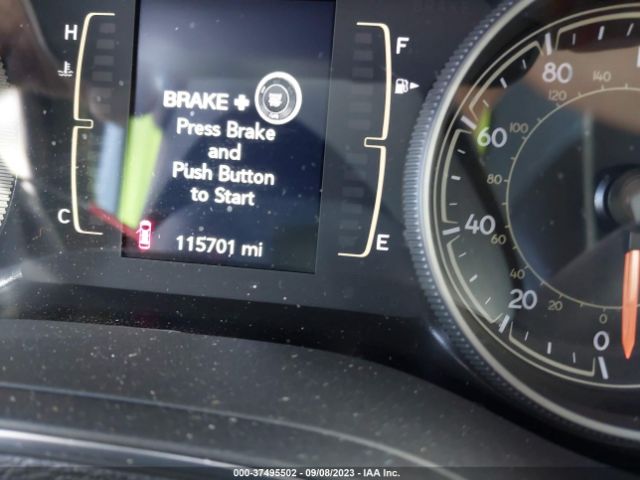 H
C
BRAKE +
Press Brake
and
Push Button
to Start
115701 mi
F
E
80
60
40
20
0
140
120
100
80
60
40
20
0
000-37495502 - 09/08/2023 - IAA Inc.